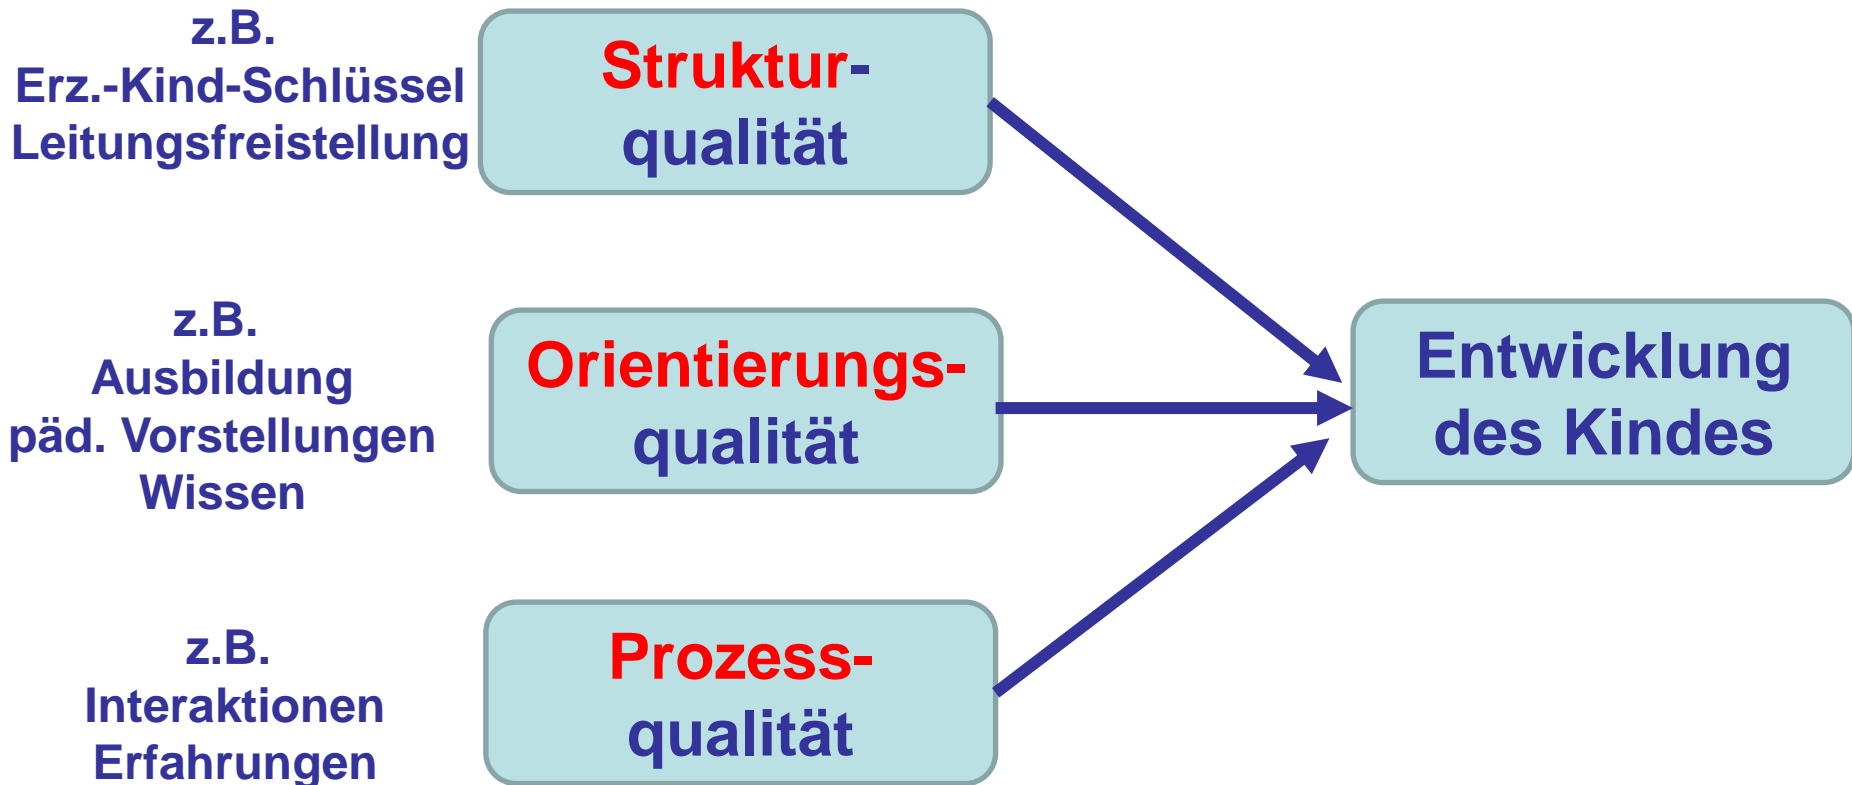 z.B.
Erz.-Kind-Schlüssel
Leitungsfreistellung
Struktur-
qualität
z.B.
Ausbildung
päd. Vorstellungen
Wissen
Orientierungs-
qualität
z.B.
Interaktionen
Erfahrungen
Prozess-
qualität
Entwicklung
des Kindes